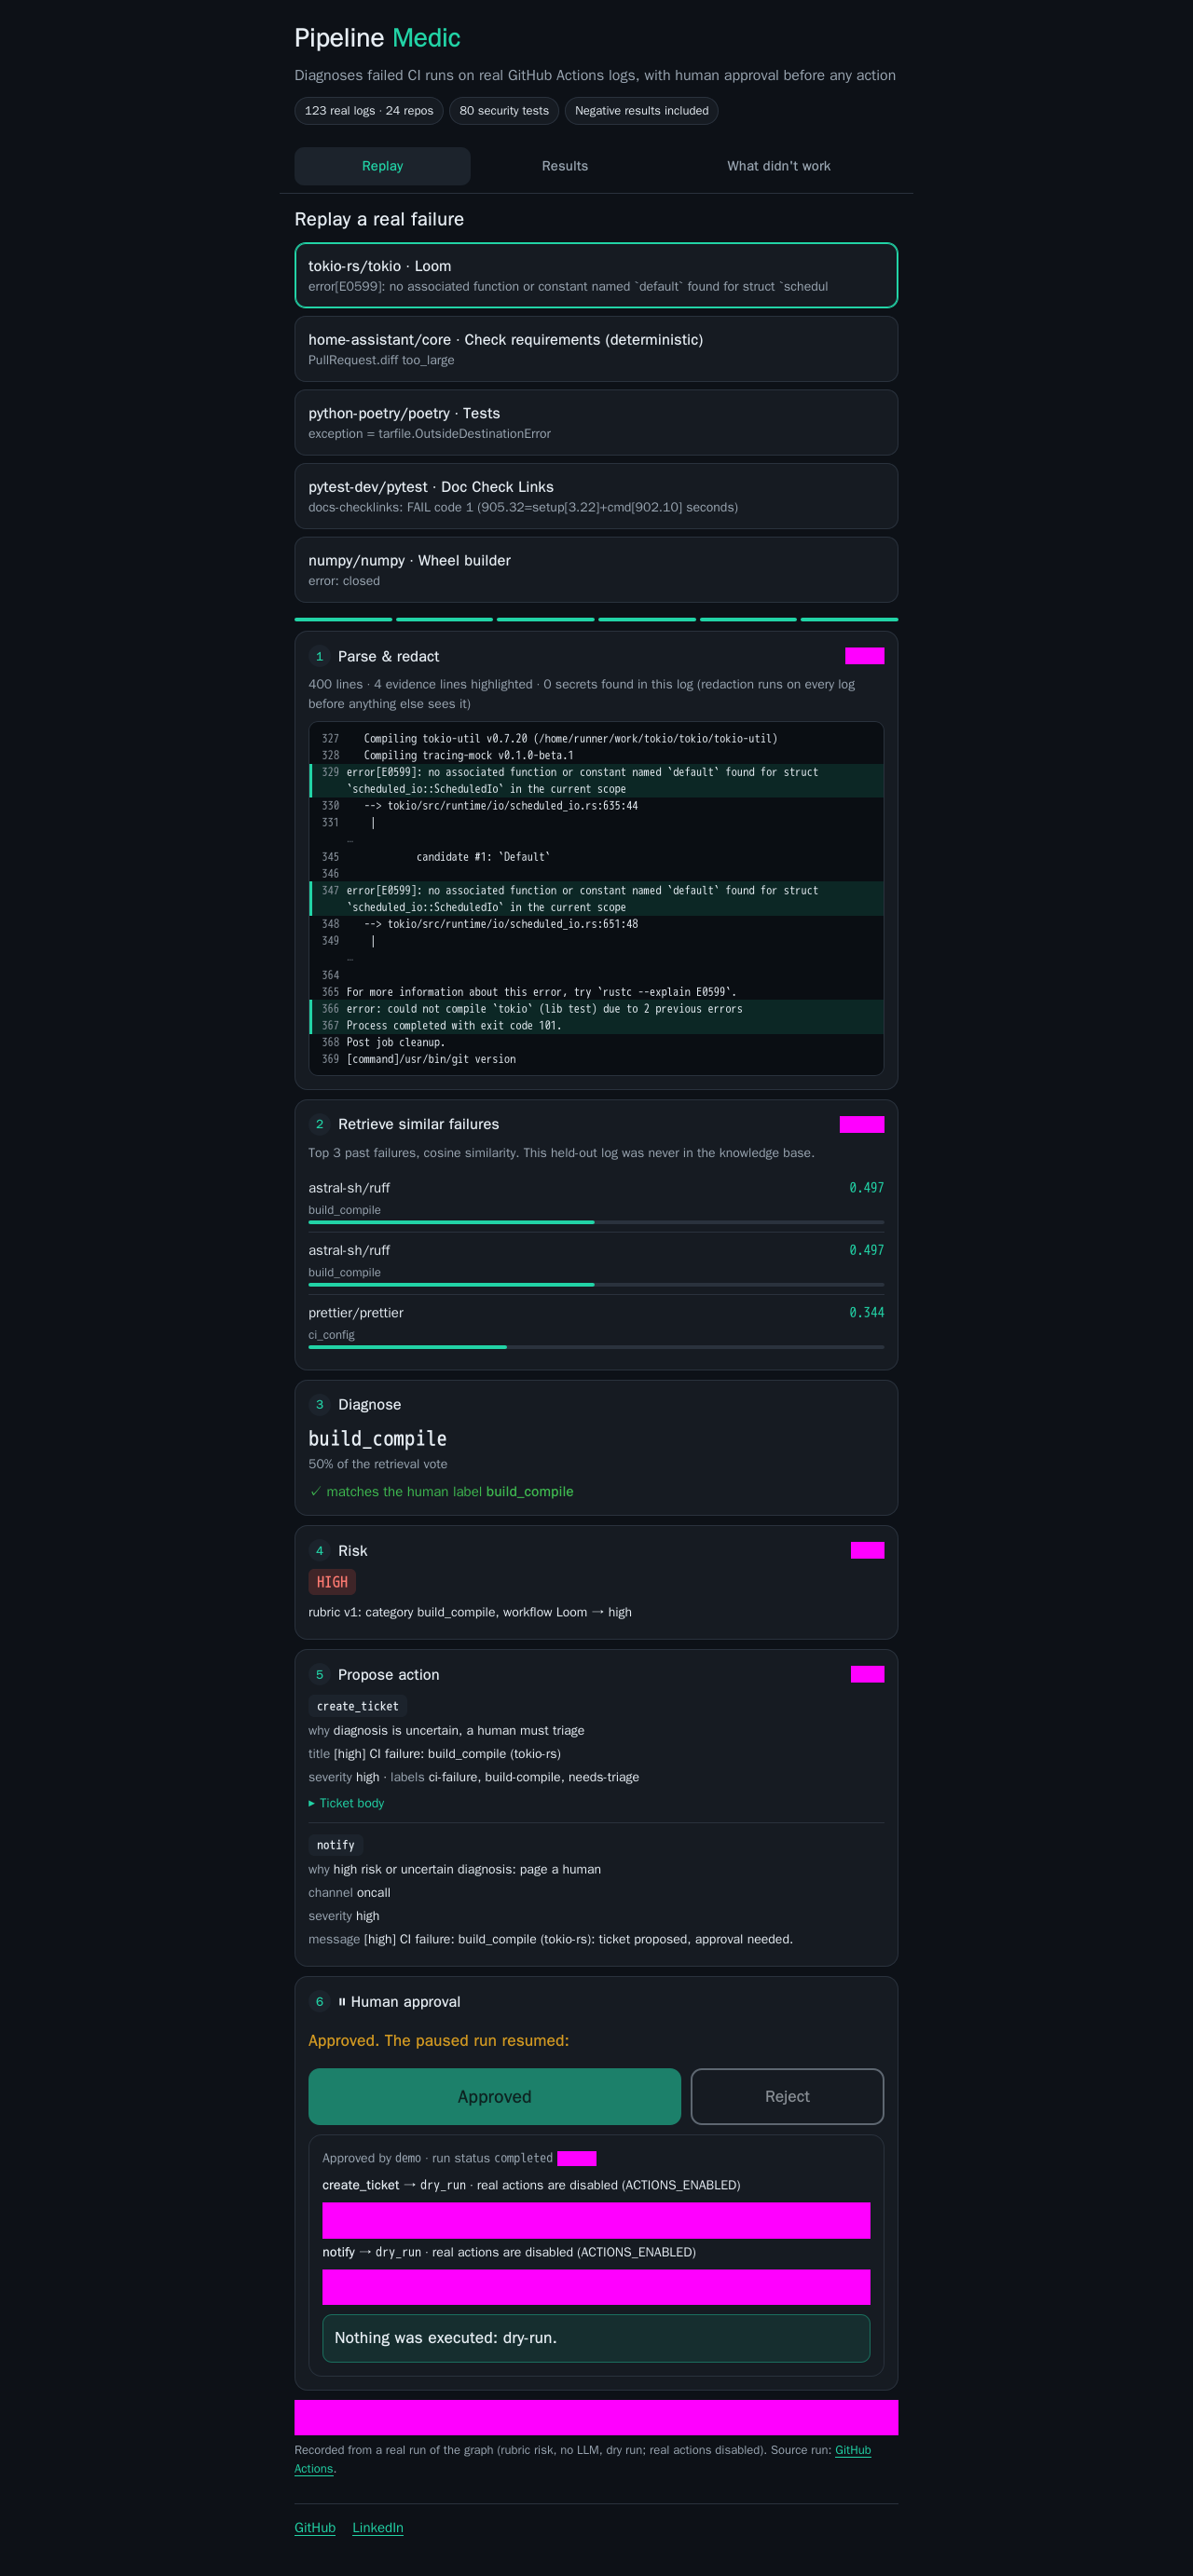 Pipeline Medic
Diagnoses failed CI runs on real GitHub Actions logs, with human approval before any action
123 real logs · 24 repos
80 security tests
Negative results included
Replay
Results
What didn't work
Replay a real failure
tokio-rs/tokio · Loom
error[E0599]: no associated function or constant named `default` found for struct `schedul
home-assistant/core · Check requirements (deterministic)
PullRequest.diff too_large
python-poetry/poetry · Tests
exception = tarfile.OutsideDestinationError
pytest-dev/pytest · Doc Check Links
docs-checklinks: FAIL code 1 (905.32=setup[3.22]+cmd[902.10] seconds)
numpy/numpy · Wheel builder
error: closed
1 Parse & redact
400 lines · 4 evidence lines highlighted · 0 secrets found in this log (redaction runs on every log
before anything else sees it)
327 Compiling tokio-util v0.7.20 (/home/runner/work/tokio/tokio/tokio-util)
328 Compiling tracing-mock v0.1.0-beta.1
329 error[E0599]: no associated function or constant named `default` found for struct
`scheduled_io::ScheduledIo` in the current scope
330 --> tokio/src/runtime/io/scheduled_io.rs:635:44
331 |
…
345 candidate #1: `Default`
346
347 error[E0599]: no associated function or constant named `default` found for struct
`scheduled_io::ScheduledIo` in the current scope
348 --> tokio/src/runtime/io/scheduled_io.rs:651:48
349 |
…
364
365 For more information about this error, try `rustc --explain E0599`.
366 error: could not compile `tokio` (lib test) due to 2 previous errors
367 Process completed with exit code 101.
368 Post job cleanup.
369 [command]/usr/bin/git version
2 Retrieve similar failures
Top 3 past failures, cosine similarity. This held-out log was never in the knowledge base.
astral-sh/ruff 0.497
build_compile
astral-sh/ruff 0.497
build_compile
prettier/prettier 0.344
ci_config
3 Diagnose
build_compile
50% of the retrieval vote
✓ matches the human label build_compile
4 Risk
HIGH
rubric v1: category build_compile, workflow Loom → high
5 Propose action
create_ticket
why diagnosis is uncertain, a human must triage
title [high] CI failure: build_compile (tokio-rs)
severity high · labels ci-failure, build-compile, needs-triage
▸ Ticket body
notify
why high risk or uncertain diagnosis: page a human
channel oncall
severity high
message [high] CI failure: build_compile (tokio-rs): ticket proposed, approval needed.
6 ⏸ Human approval
Approved. The paused run resumed:
Approved
Reject
Approved by demo · run status completed
create_ticket → dry_run · real actions are disabled (ACTIONS_ENABLED)
notify → dry_run · real actions are disabled (ACTIONS_ENABLED)
Nothing was executed: dry-run.
Recorded from a real run of the graph (rubric risk, no LLM, dry run; real actions disabled). Source run: GitHub
Actions.
GitHub
LinkedIn